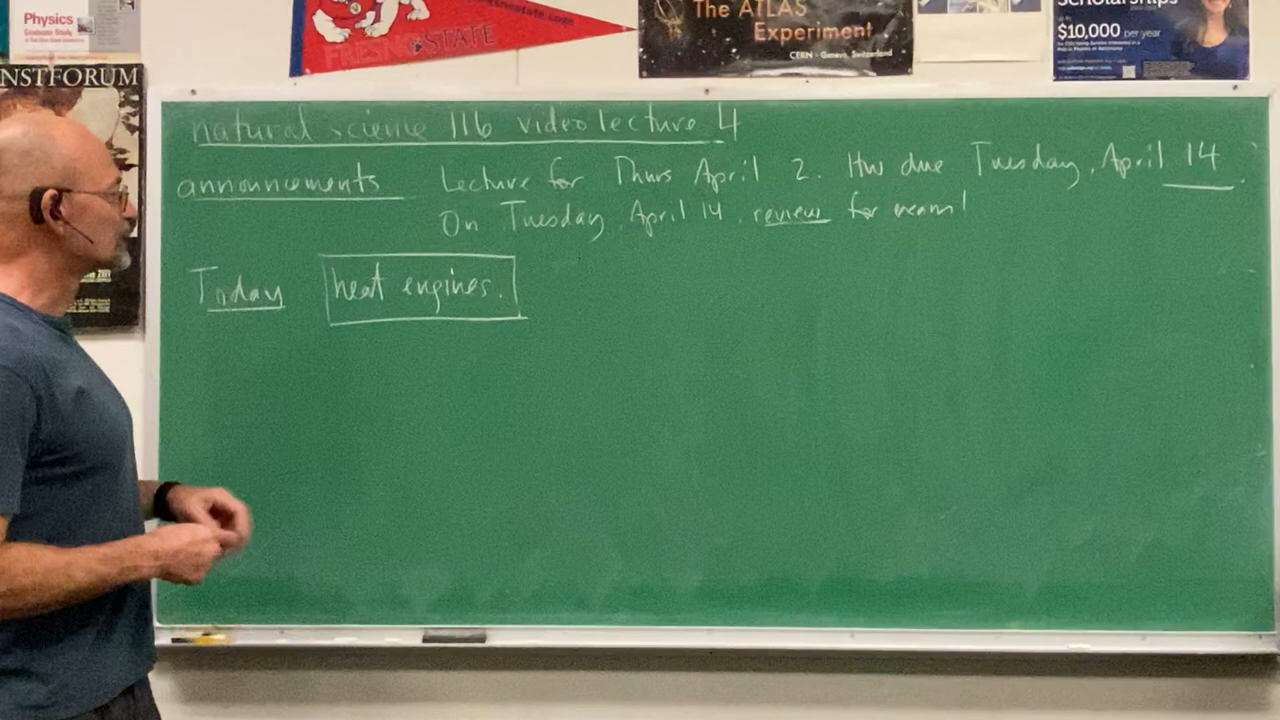 Physics
Graduate Study
STATE
The ATLAS
Experiment
CERN - Geneva, Switzerland
Scholarships
$10,000 per year
NSTFORUM
natural science 116 video lecture 4
announcements Lecture for Thurs April 2. Hw due Tuesday, April 14.
On Tuesday, April 14, review for exam!
Today heat engines.